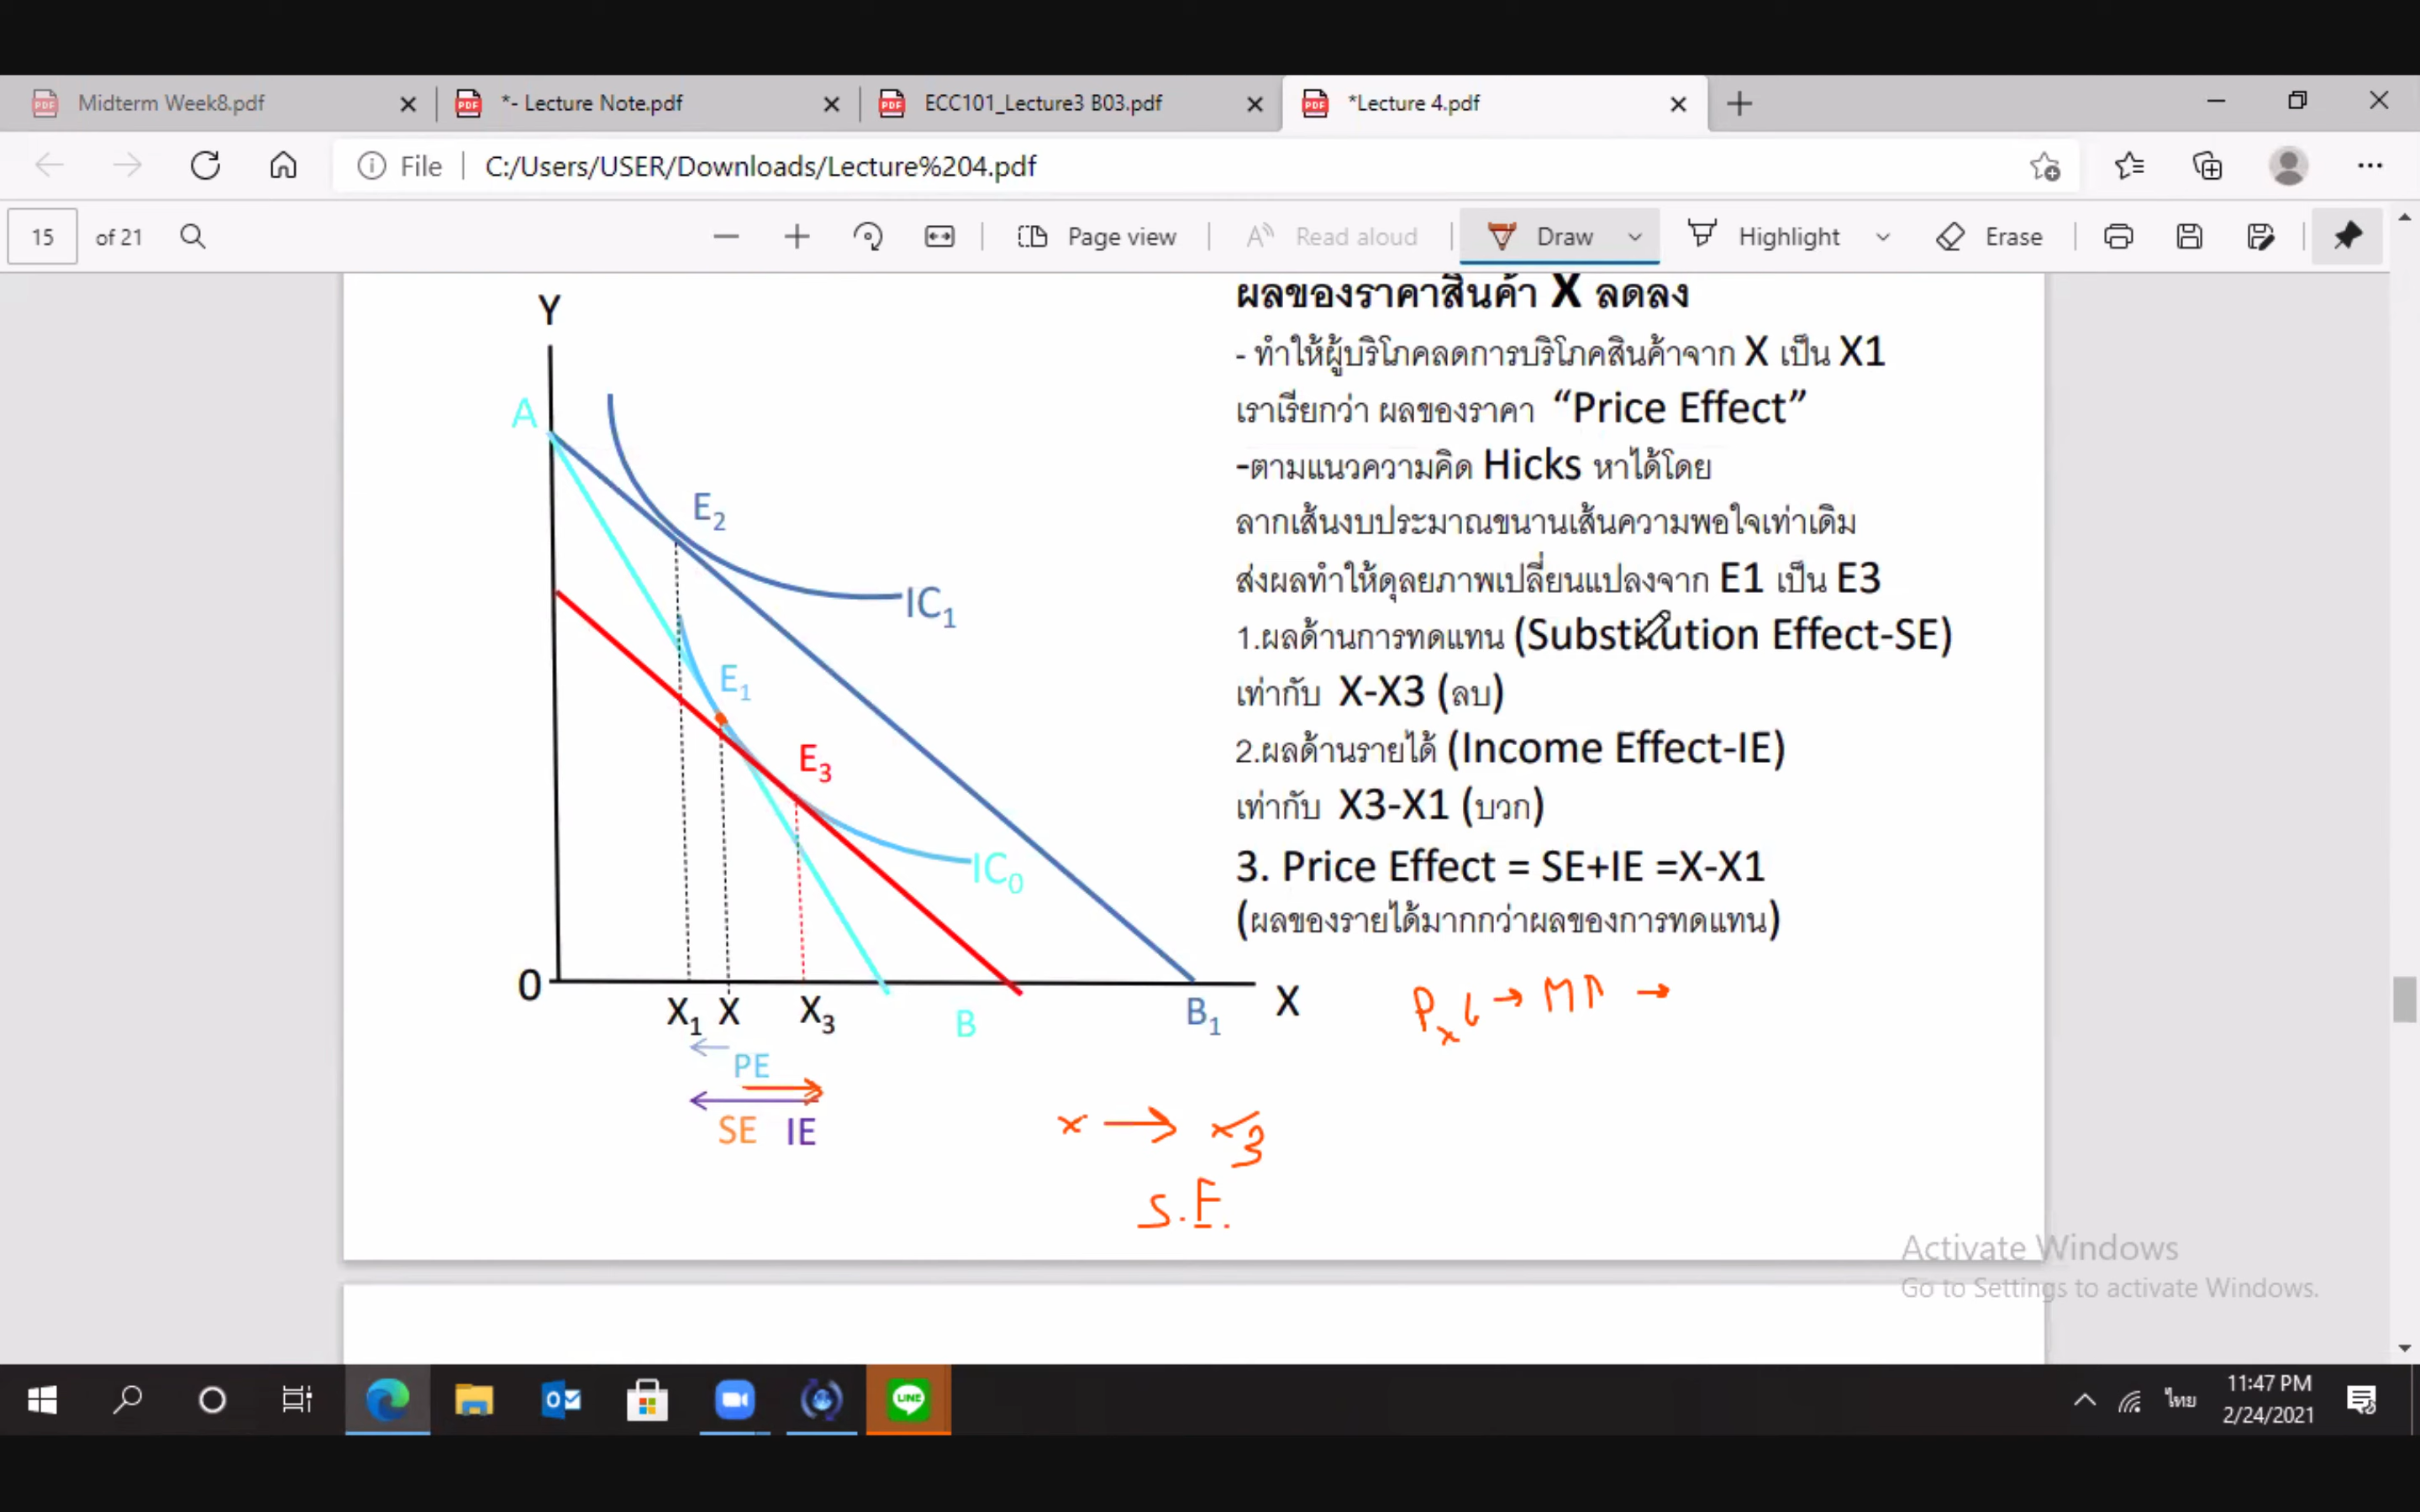 Midterm Week8.pdf
*- Lecture Note.pdf
ECC101_Lecture3 B03.pdf
*Lecture 4.pdf
File
C:/Users/USER/Downloads/Lecture%204.pdf
15 of 21
Page view
Read aloud
Draw
Highlight
Erase
ผลของราคาสินค้า X ลดลง
- ทำให้ผู้บริโภคลดการบริโภคสินค้าจาก X เป็น X1
เราเรียกว่า ผลของราคา “Price Effect”
-ตามแนวความคิด Hicks หาได้โดย
ลากเส้นงบประมาณขนานเส้นความพอใจเท่าเดิม
ส่งผลทำให้ดุลยภาพเปลี่ยนแปลงจาก E1 เป็น E3
1.ผลด้านการทดแทน (Substitution Effect-SE)
เท่ากับ X-X3 (ลบ)
2.ผลด้านรายได้ (Income Effect-IE)
เท่ากับ X3-X1 (บวก)
3. Price Effect = SE+IE =X-X1
(ผลของรายได้มากกว่าผลของการทดแทน)
Px↓ → M↑ →
Y
A
E2
IC1
E1
E3
IC0
0
X1 X X3 B B1 X
PE
SE IE
x → x3
S.E.
Activate Windows
Go to Settings to activate Windows.
LINE
ไทย
11:47 PM
2/24/2021